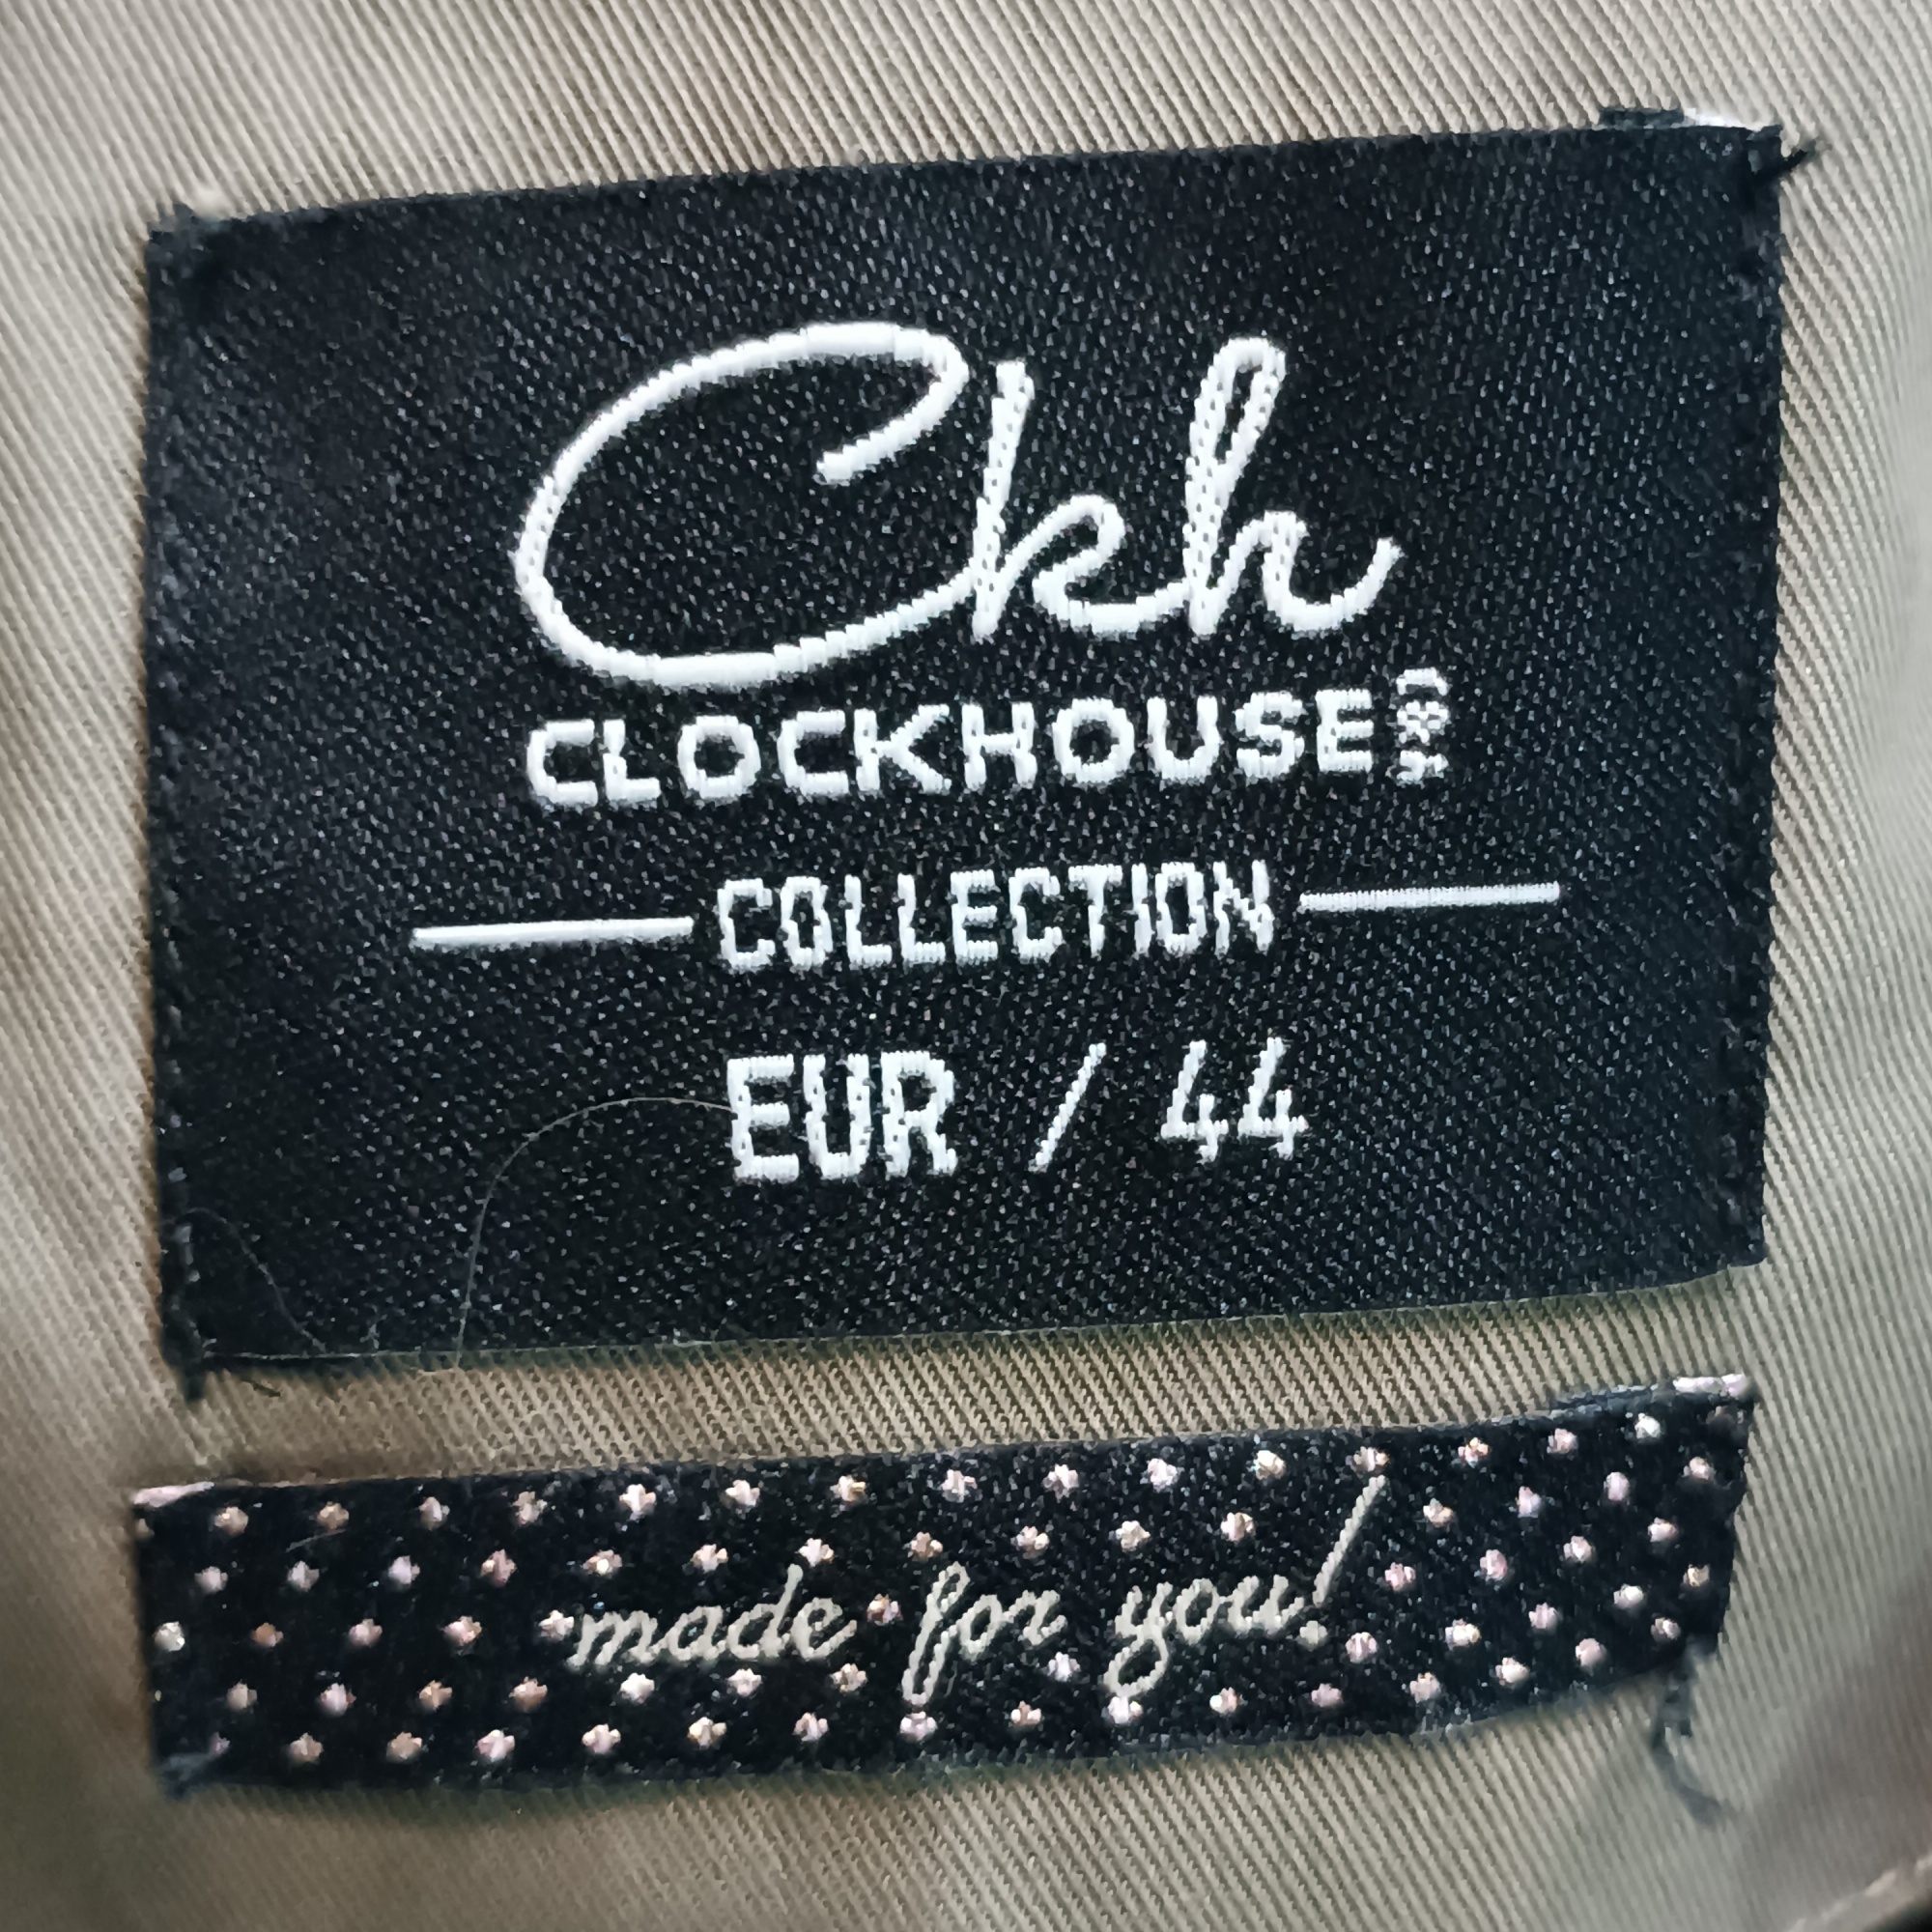 Ckh
CLOCKHOUSE
COLLECTION
EUR / 44
made for you!